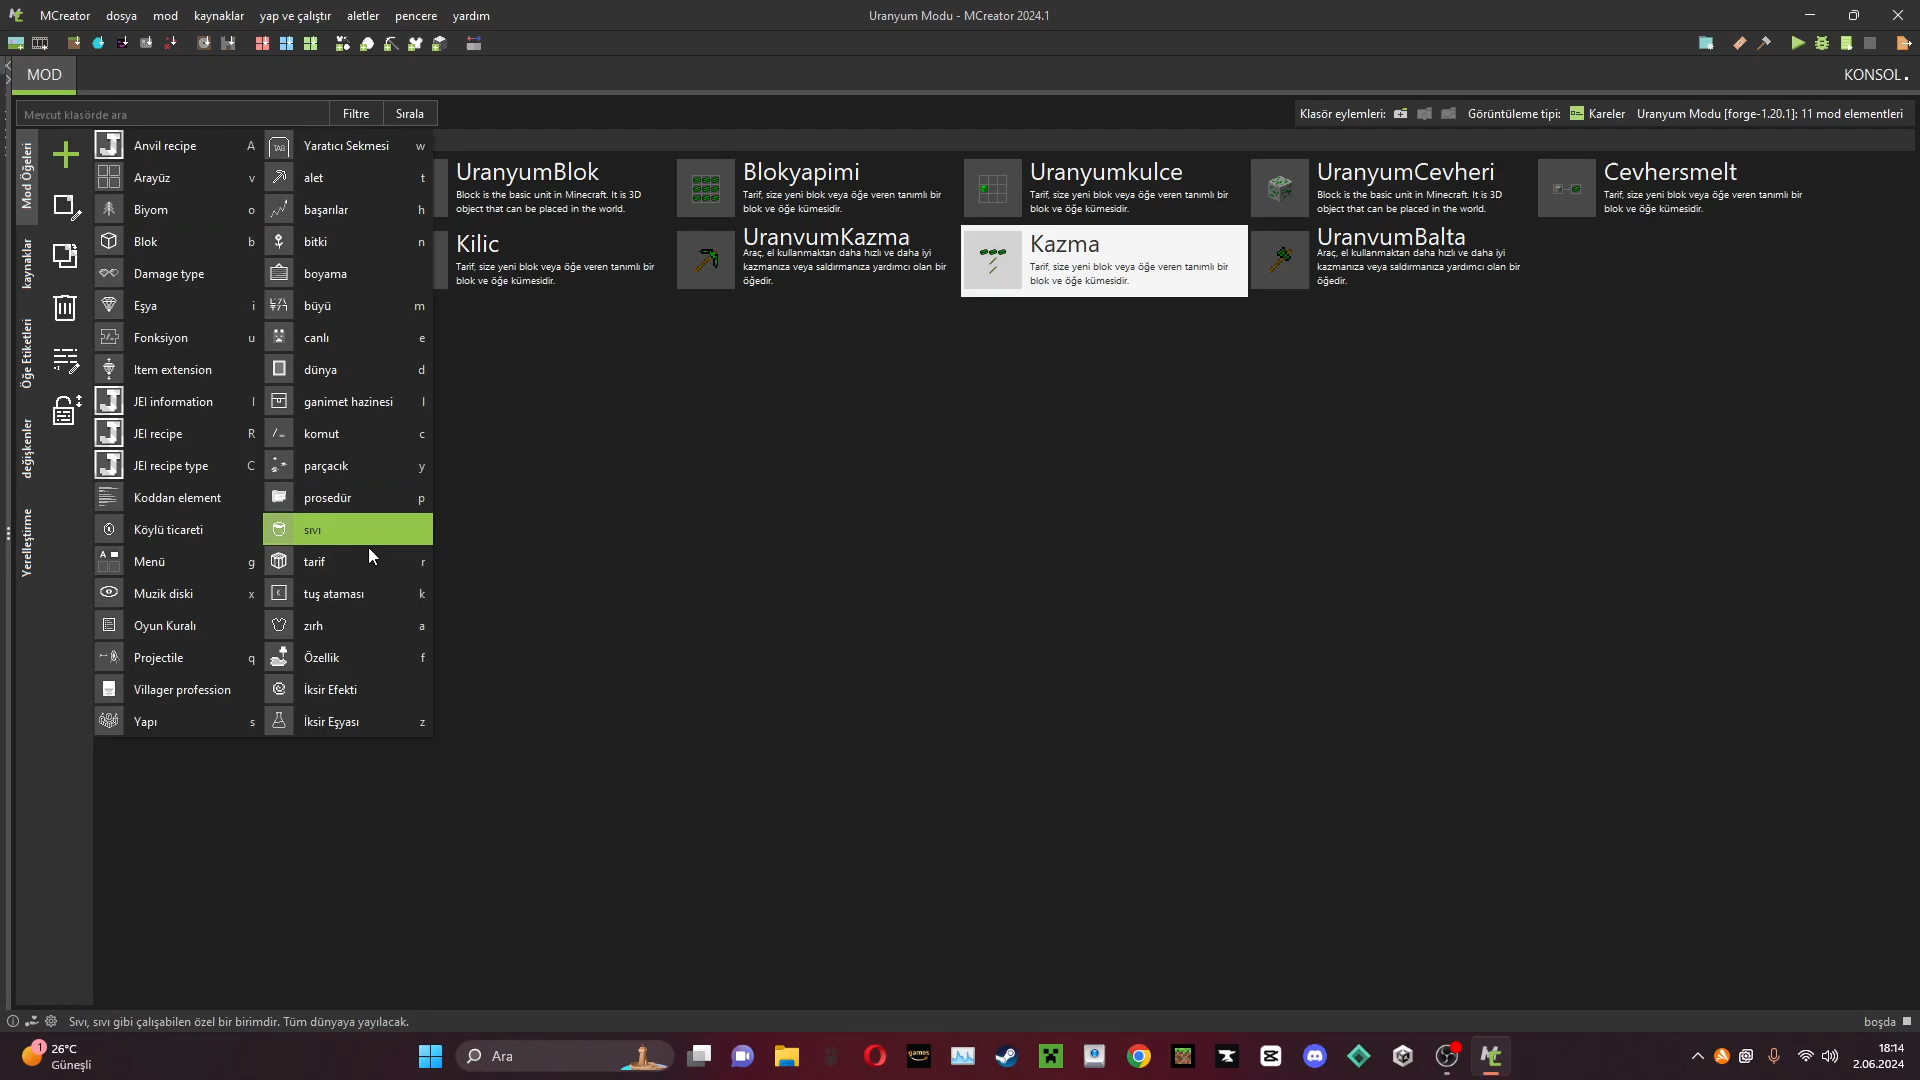 MCreator dosya mod kaynaklar yap ve çalıştır aletler pencere yardım
Uranyum Modu - MCreator 2024.1
MOD
KONSOL
Mevcut klasörde ara
Filtre
Sırala
Klasör eylemleri:
Görüntüleme tipi:
Kareler
Uranyum Modu [forge-1.20.1]: 11 mod elementleri
Mod Öğeleri
kaynaklar
Öğe Etiketleri
değişkenler
Yerelleştirme
Anvil recipe A
Arayüz v
Biyom o
Blok b
Damage type
Eşya i
Fonksiyon u
Item extension
JEI information I
JEI recipe R
JEI recipe type C
Koddan element
Köylü ticareti
Menü g
Muzik diski x
Oyun Kuralı
Projectile q
Villager profession
Yapı s
Yaratıcı Sekmesi w
alet t
başarılar h
bitki n
boyama
büyü m
canlı e
dünya d
ganimet hazinesi l
komut c
parçacık y
prosedür p
sıvı
tarif r
tuş ataması k
zırh a
Özellik f
İksir Efekti
İksir Eşyası z
UranyumBlok
Block is the basic unit in Minecraft. It is 3D
object that can be placed in the world.
Blokyapimi
Tarif, size yeni blok veya öğe veren tanımlı bir
blok ve öğe kümesidir.
Uranyumkulce
Tarif, size yeni blok veya öğe veren tanımlı bir
blok ve öğe kümesidir.
UranyumCevheri
Block is the basic unit in Minecraft. It is 3D
object that can be placed in the world.
Cevhersmelt
Tarif, size yeni blok veya öğe veren tanımlı bir
blok ve öğe kümesidir.
Kilic
Tarif, size yeni blok veya öğe veren tanımlı bir
blok ve öğe kümesidir.
UranyumKazma
Araç, el kullanmaktan daha hızlı ve daha iyi
kazmanıza veya saldırmanıza yardımcı olan bir
öğedir.
Kazma
Tarif, size yeni blok veya öğe veren tanımlı bir
blok ve öğe kümesidir.
UranyumBalta
Araç, el kullanmaktan daha hızlı ve daha iyi
kazmanıza veya saldırmanıza yardımcı olan bir
öğedir.
Sıvı, sıvı gibi çalışabilen özel bir birimdir. Tüm dünyaya yayılacak.
boşda
1
26°C
Güneşli
Ara
18:14
2.06.2024